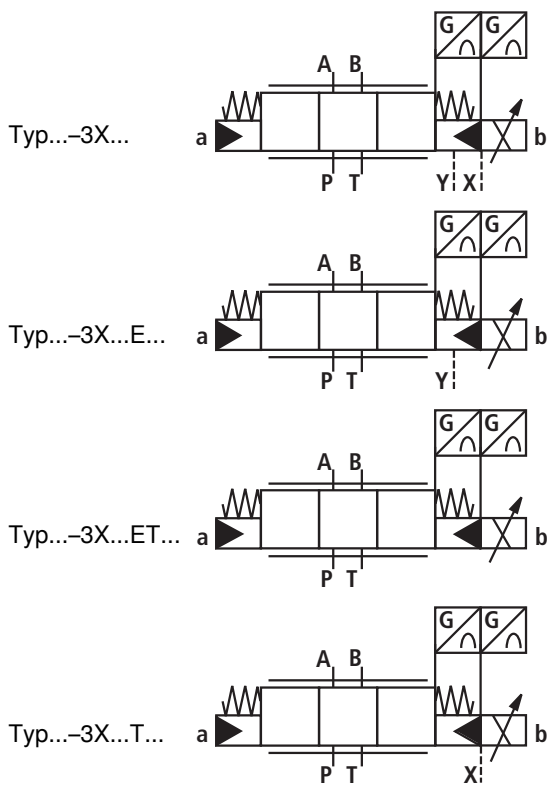 G G
A B
Typ...–3X... a b
P T Y X
G G
A B
Typ...–3X...E... a b
P T Y
G G
A B
Typ...–3X...ET... a b
P T
G G
A B
Typ...–3X...T... a b
P T X